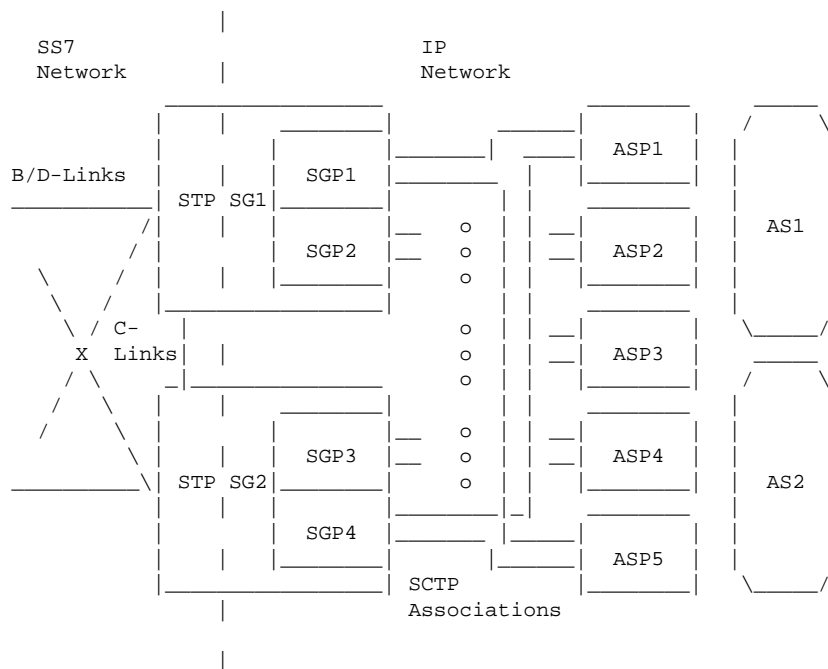 SS7 IP
Network Network
SGP1 ASP1
B/D-Links
STP SG1 AS1
SGP2 o ASP2
o
o
C- o
X Links o ASP3
o
SGP3 o ASP4
o
STP SG2 o AS2
SGP4
ASP5
SCTP
Associations